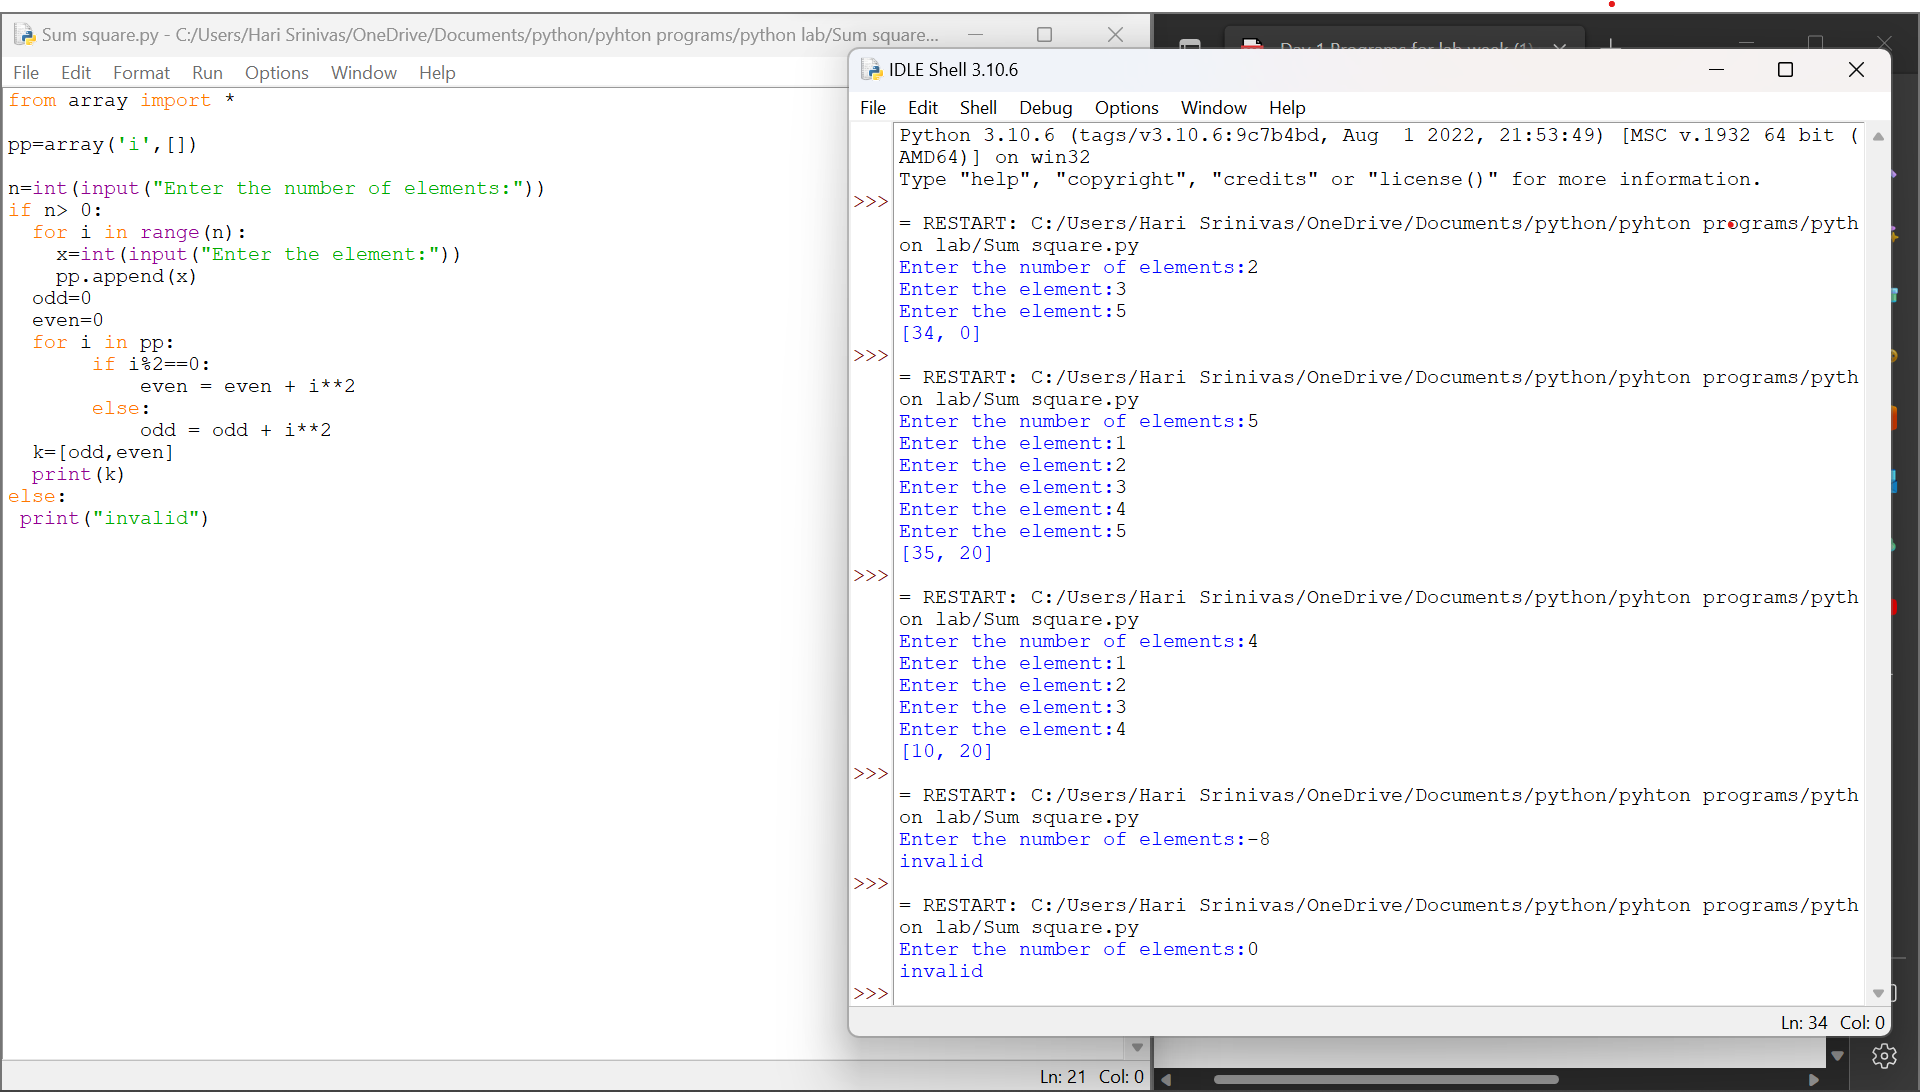 Sum square.py - C:/Users/Hari Srinivas/OneDrive/Documents/python/pyhton programs/python lab/Sum square...
File Edit Format Run Options Window Help
from array import *
pp=array('i',[])
n=int(input("Enter the number of elements:"))
if n> 0:
  for i in range(n):
    x=int(input("Enter the element:"))
    pp.append(x)
  odd=0
  even=0
  for i in pp:
       if i%2==0:
           even = even + i**2
       else:
           odd = odd + i**2
  k=[odd,even]
  print(k)
else:
 print("invalid")
Ln: 21 Col: 0
Day 1 Programs for lab week (1)
IDLE Shell 3.10.6
File Edit Shell Debug Options Window Help
Python 3.10.6 (tags/v3.10.6:9c7b4bd, Aug  1 2022, 21:53:49) [MSC v.1932 64 bit (
AMD64)] on win32
Type "help", "copyright", "credits" or "license()" for more information.
>>>
= RESTART: C:/Users/Hari Srinivas/OneDrive/Documents/python/pyhton programs/pyth
on lab/Sum square.py
Enter the number of elements:2
Enter the element:3
Enter the element:5
[34, 0]
>>>
= RESTART: C:/Users/Hari Srinivas/OneDrive/Documents/python/pyhton programs/pyth
on lab/Sum square.py
Enter the number of elements:5
Enter the element:1
Enter the element:2
Enter the element:3
Enter the element:4
Enter the element:5
[35, 20]
>>>
= RESTART: C:/Users/Hari Srinivas/OneDrive/Documents/python/pyhton programs/pyth
on lab/Sum square.py
Enter the number of elements:4
Enter the element:1
Enter the element:2
Enter the element:3
Enter the element:4
[10, 20]
>>>
= RESTART: C:/Users/Hari Srinivas/OneDrive/Documents/python/pyhton programs/pyth
on lab/Sum square.py
Enter the number of elements:-8
invalid
>>>
= RESTART: C:/Users/Hari Srinivas/OneDrive/Documents/python/pyhton programs/pyth
on lab/Sum square.py
Enter the number of elements:0
invalid
>>>
Ln: 34 Col: 0